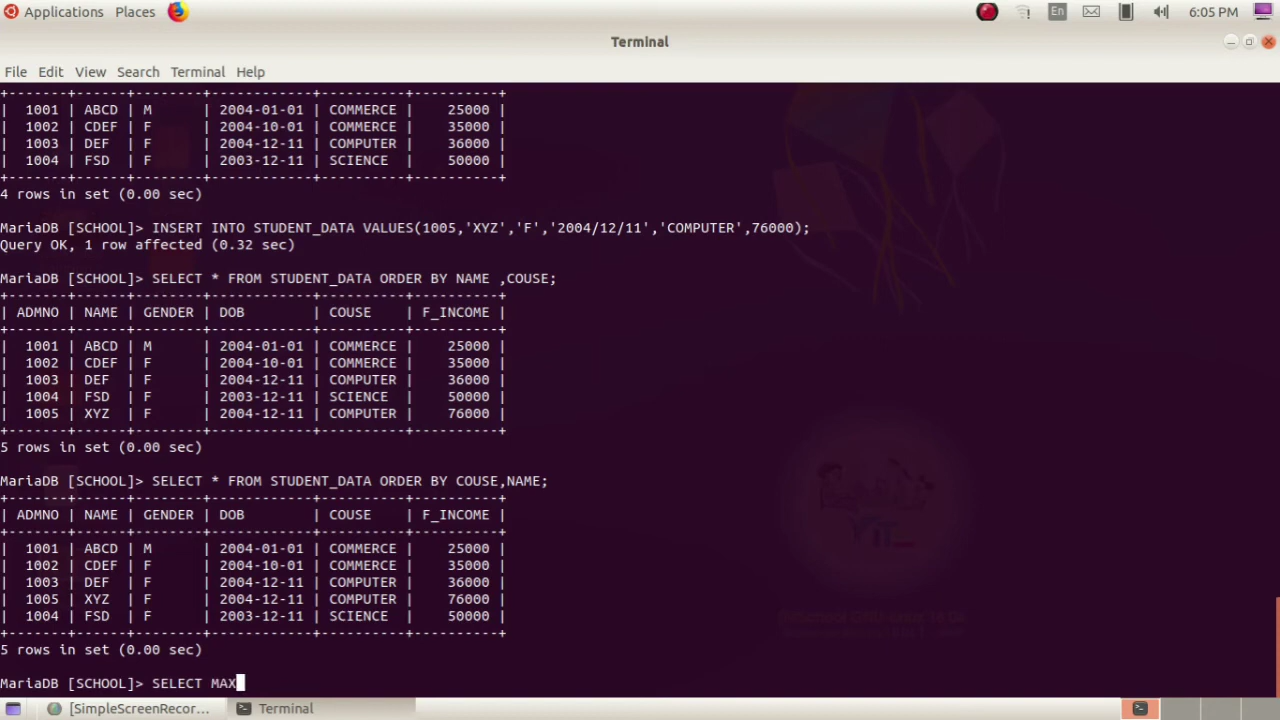 Applications Places En 6:05 PM
Terminal
File Edit View Search Terminal Help
+-------+------+--------+------------+----------+----------+
| 1001 | ABCD | M | 2004-01-01 | COMMERCE | 25000 |
| 1002 | CDEF | F | 2004-10-01 | COMMERCE | 35000 |
| 1003 | DEF | F | 2004-12-11 | COMPUTER | 36000 |
| 1004 | FSD | F | 2003-12-11 | SCIENCE | 50000 |
+-------+------+--------+------------+----------+----------+
4 rows in set (0.00 sec)
MariaDB [SCHOOL]> INSERT INTO STUDENT_DATA VALUES(1005,'XYZ','F','2004/12/11','COMPUTER',76000);
Query OK, 1 row affected (0.32 sec)
MariaDB [SCHOOL]> SELECT * FROM STUDENT_DATA ORDER BY NAME ,COUSE;
+-------+------+--------+------------+----------+----------+
| ADMNO | NAME | GENDER | DOB | COUSE | F_INCOME |
+-------+------+--------+------------+----------+----------+
| 1001 | ABCD | M | 2004-01-01 | COMMERCE | 25000 |
| 1002 | CDEF | F | 2004-10-01 | COMMERCE | 35000 |
| 1003 | DEF | F | 2004-12-11 | COMPUTER | 36000 |
| 1004 | FSD | F | 2003-12-11 | SCIENCE | 50000 |
| 1005 | XYZ | F | 2004-12-11 | COMPUTER | 76000 |
+-------+------+--------+------------+----------+----------+
5 rows in set (0.00 sec)
MariaDB [SCHOOL]> SELECT * FROM STUDENT_DATA ORDER BY COUSE,NAME;
+-------+------+--------+------------+----------+----------+
| ADMNO | NAME | GENDER | DOB | COUSE | F_INCOME |
+-------+------+--------+------------+----------+----------+
| 1001 | ABCD | M | 2004-01-01 | COMMERCE | 25000 |
| 1002 | CDEF | F | 2004-10-01 | COMMERCE | 35000 |
| 1003 | DEF | F | 2004-12-11 | COMPUTER | 36000 |
| 1005 | XYZ | F | 2004-12-11 | COMPUTER | 76000 |
| 1004 | FSD | F | 2003-12-11 | SCIENCE | 50000 |
+-------+------+--------+------------+----------+----------+
5 rows in set (0.00 sec)
MariaDB [SCHOOL]> SELECT MAX
[SimpleScreenRecor... Terminal